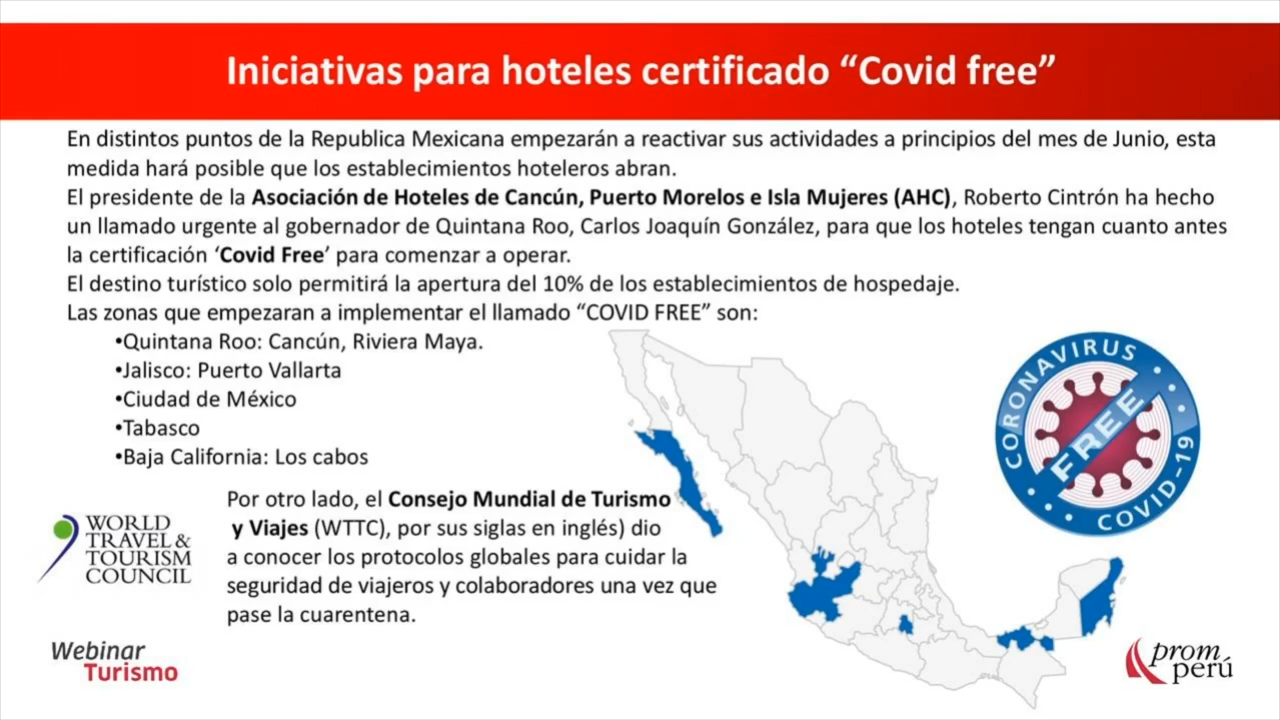 Iniciativas para hoteles certificado “Covid free”
En distintos puntos de la Republica Mexicana empezarán a reactivar sus actividades a principios del mes de Junio, esta
medida hará posible que los establecimientos hoteleros abran.
El presidente de la Asociación de Hoteles de Cancún, Puerto Morelos e Isla Mujeres (AHC), Roberto Cintrón ha hecho
un llamado urgente al gobernador de Quintana Roo, Carlos Joaquín González, para que los hoteles tengan cuanto antes
la certificación ‘Covid Free’ para comenzar a operar.
El destino turístico solo permitirá la apertura del 10% de los establecimientos de hospedaje.
Las zonas que empezaran a implementar el llamado “COVID FREE” son:
•Quintana Roo: Cancún, Riviera Maya.
•Jalisco: Puerto Vallarta
•Ciudad de México
•Tabasco
•Baja California: Los cabos
CORONAVIRUS
FREE
COVID-19
Por otro lado, el Consejo Mundial de Turismo
y Viajes (WTTC), por sus siglas en inglés) dio
a conocer los protocolos globales para cuidar la
seguridad de viajeros y colaboradores una vez que
pase la cuarentena.
WORLD
TRAVEL &
TOURISM
COUNCIL
Webinar
Turismo
prom
perú